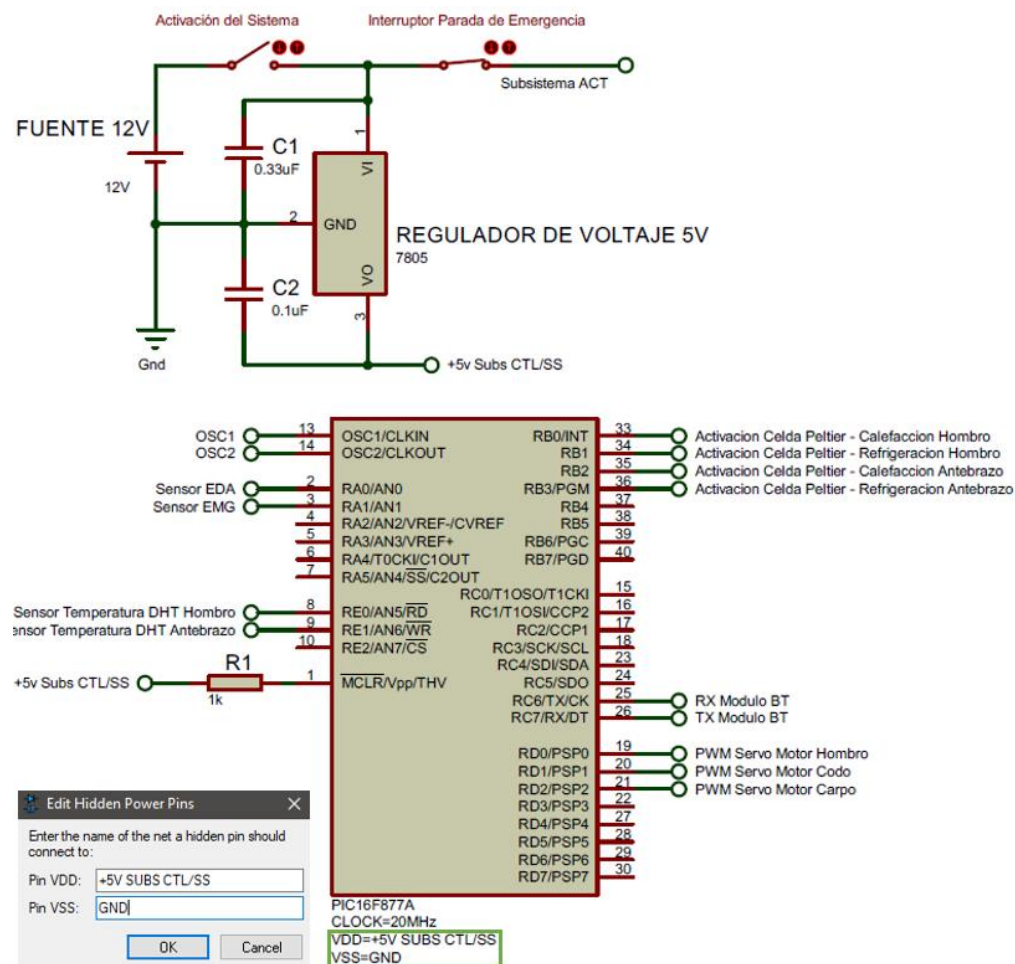 Activación del Sistema
Interruptor Parada de Emergencia
Subsistema ACT
FUENTE 12V
12V
C1
0.33uF
1
VI
2
GND
REGULADOR DE VOLTAJE 5V
7805
VO
3
C2
0.1uF
Gnd
+5v Subs CTL/SS
OSC1
OSC2
Sensor EDA
Sensor EMG
Sensor Temperatura DHT Hombro
ensor Temperatura DHT Antebrazo
+5v Subs CTL/SS
R1
1k
13 OSC1/CLKIN
14 OSC2/CLKOUT
2 RA0/AN0
3 RA1/AN1
4 RA2/AN2/VREF-/CVREF
5 RA3/AN3/VREF+
6 RA4/T0CKI/C1OUT
7 RA5/AN4/SS/C2OUT
8 RE0/AN5/RD
9 RE1/AN6/WR
10 RE2/AN7/CS
1 MCLR/Vpp/THV
RB0/INT 33 Activacion Celda Peltier - Calefaccion Hombro
RB1 34 Activacion Celda Peltier - Refrigeracion Hombro
RB2 35 Activacion Celda Peltier - Calefaccion Antebrazo
RB3/PGM 36 Activacion Celda Peltier - Refrigeracion Antebrazo
RB4 37
RB5 38
RB6/PGC 39
RB7/PGD 40
RC0/T1OSO/T1CKI 15
RC1/T1OSI/CCP2 16
RC2/CCP1 17
RC3/SCK/SCL 18
RC4/SDI/SDA 23
RC5/SDO 24
RC6/TX/CK 25 RX Modulo BT
RC7/RX/DT 26 TX Modulo BT
RD0/PSP0 19 PWM Servo Motor Hombro
RD1/PSP1 20 PWM Servo Motor Codo
RD2/PSP2 21 PWM Servo Motor Carpo
RD3/PSP3 22
RD4/PSP4 27
RD5/PSP5 28
RD6/PSP6 29
RD7/PSP7 30
PIC16F877A
CLOCK=20MHz
VDD=+5V SUBS CTL/SS
VSS=GND
Edit Hidden Power Pins
Enter the name of the net a hidden pin should
connect to:
Pin VDD: +5V SUBS CTL/SS
Pin VSS: GND
OK Cancel